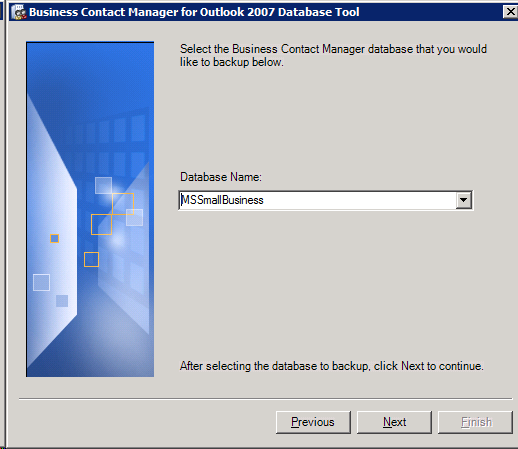 Business Contact Manager for Outlook 2007 Database Tool
Select the Business Contact Manager database that you would
like to backup below.
Database Name:
MSSmallBusiness
After selecting the database to backup, click Next to continue.
Previous
Next
Finish